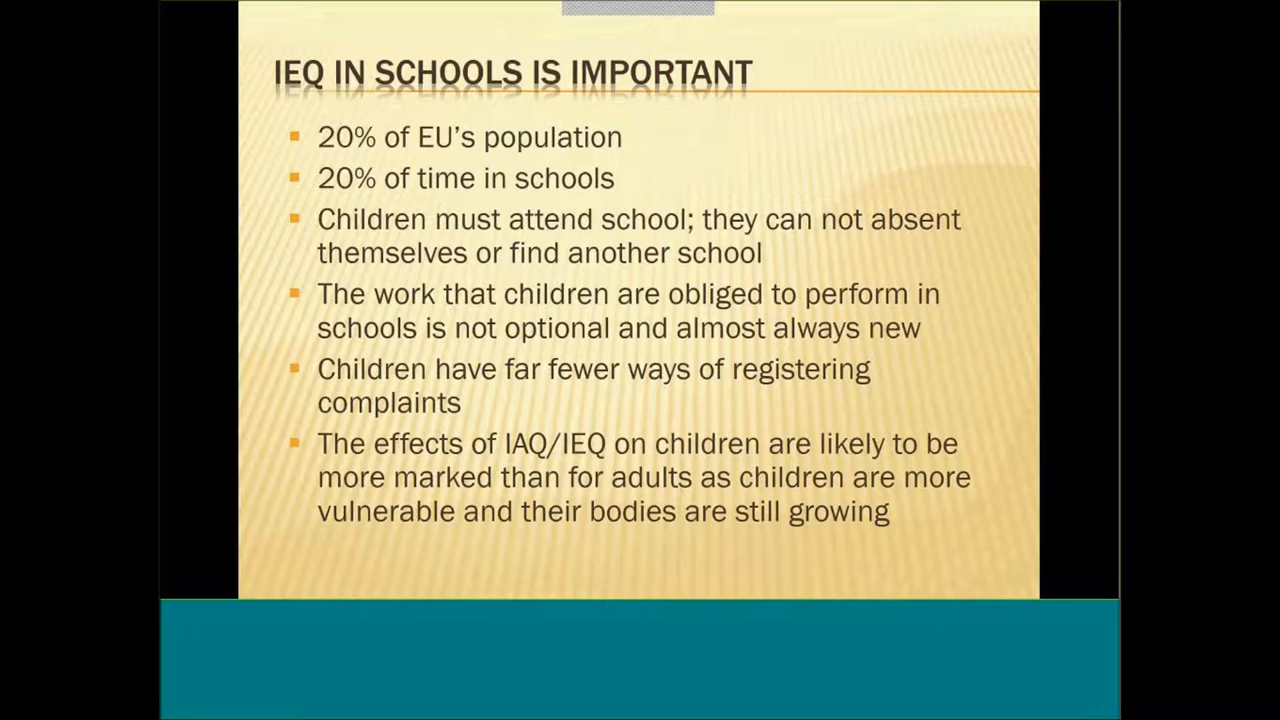 IEQ IN SCHOOLS IS IMPORTANT
20% of EU’s population
20% of time in schools
Children must attend school; they can not absent
themselves or find another school
The work that children are obliged to perform in
schools is not optional and almost always new
Children have far fewer ways of registering
complaints
The effects of IAQ/IEQ on children are likely to be
more marked than for adults as children are more
vulnerable and their bodies are still growing